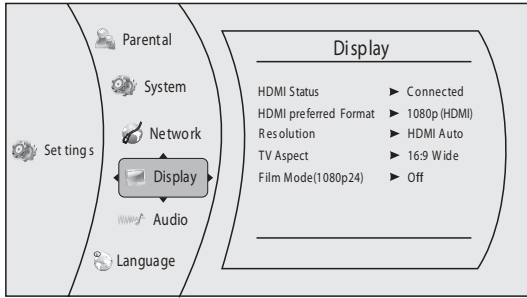 Settings
Parental
System
Network
Display
Audio
Language
Display
HDMI Status ► Connected
HDMI preferred Format ► 1080p (HDMI)
Resolution ► HDMI Auto
TV Aspect ► 16:9 Wide
Film Mode(1080p24) ► Off